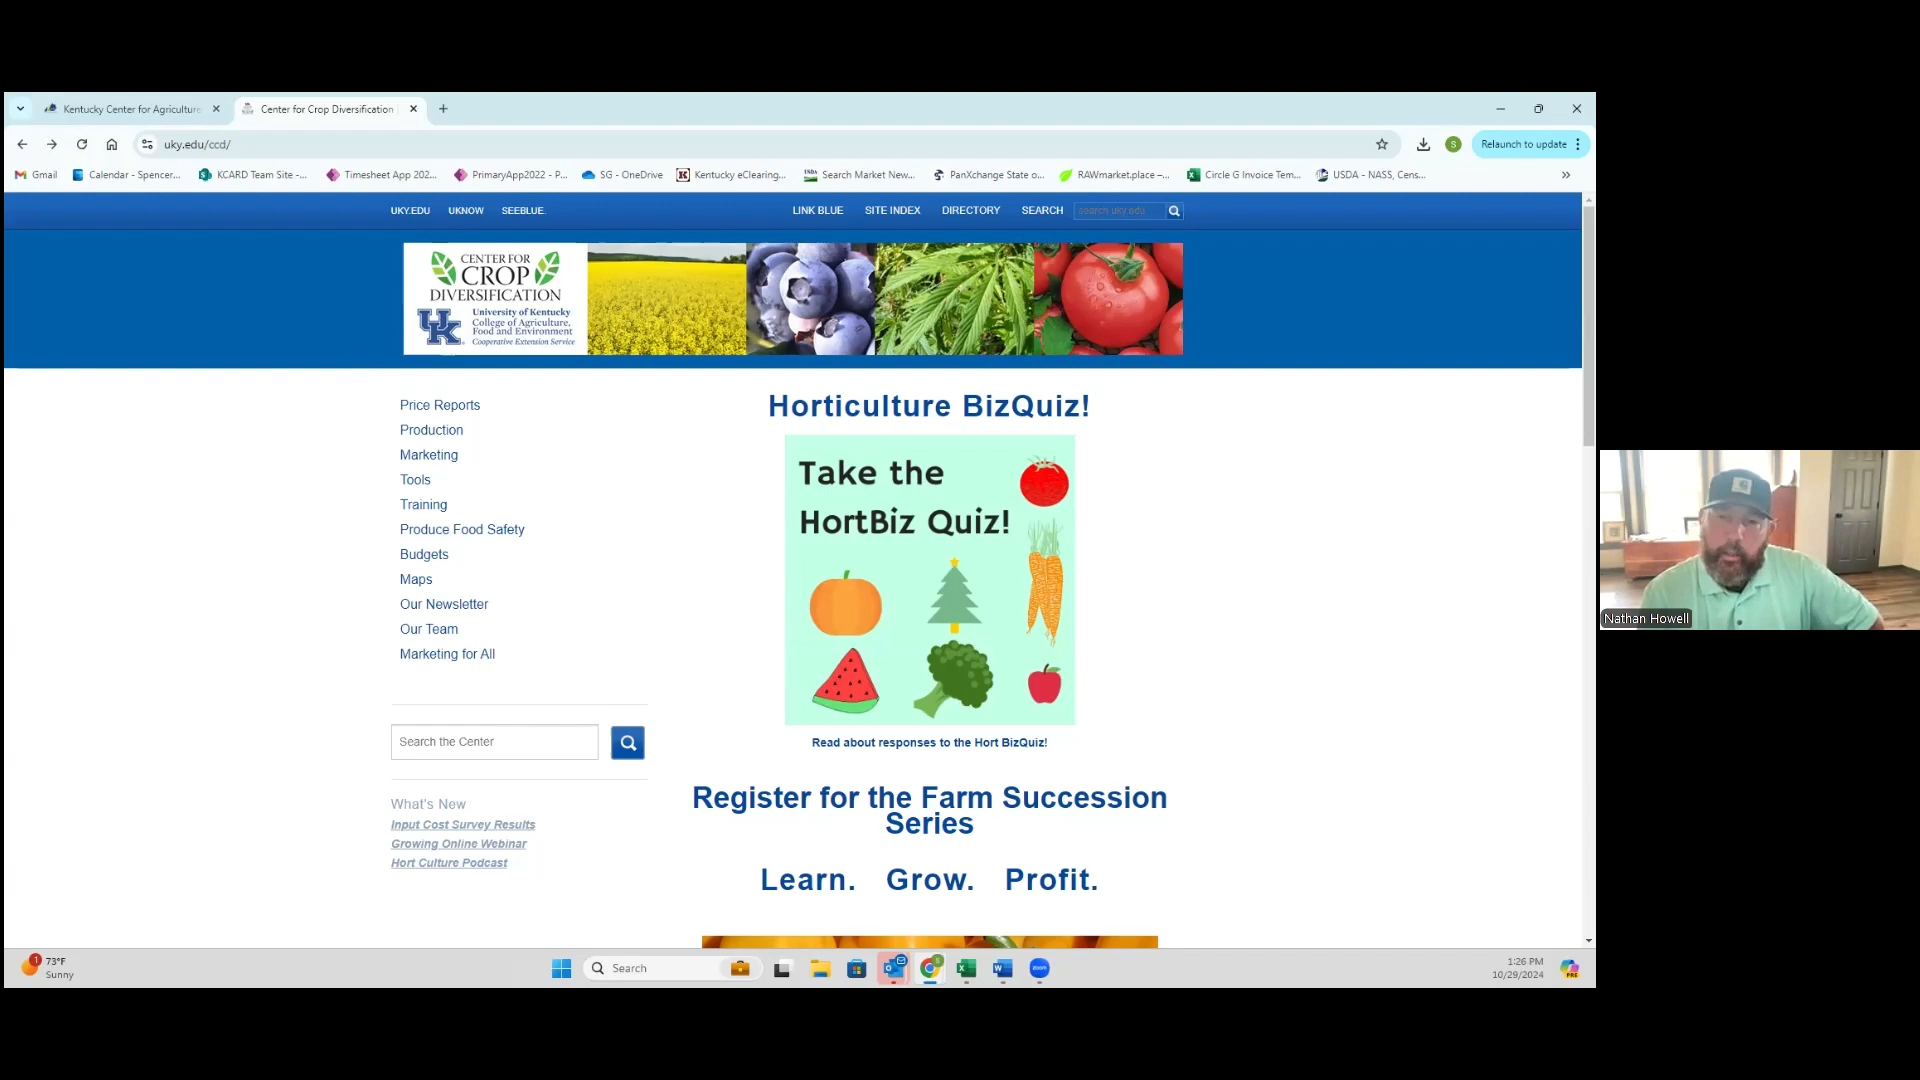 Kentucky Center for Agriculture
Center for Crop Diversification
uky.edu/ccd/
S
Relaunch to update
Gmail
Calendar - Spencer...
KCARD Team Site -...
Timesheet App 202...
PrimaryApp2022 - P...
SG - OneDrive
Kentucky eClearing...
Search Market New...
PanXchange State o...
RAWmarket.place –...
Circle G Invoice Tem...
USDA - NASS, Cens...
UKY.EDU
UKNOW
SEEBLUE.
LINK BLUE
SITE INDEX
DIRECTORY
SEARCH
search uky.edu
CENTER FOR
CROP
DIVERSIFICATION
UK
University of Kentucky
College of Agriculture,
Food and Environment
Cooperative Extension Service
Price Reports
Production
Marketing
Tools
Training
Produce Food Safety
Budgets
Maps
Our Newsletter
Our Team
Marketing for All
Search the Center
What's New
Input Cost Survey Results
Growing Online Webinar
Hort Culture Podcast
Horticulture BizQuiz!
Take the
HortBiz Quiz!
Read about responses to the Hort BizQuiz!
Register for the Farm Succession
Series
Learn. Grow. Profit.
Nathan Howell
1
73°F
Sunny
Search
zoom
1:26 PM
10/29/2024
PRE